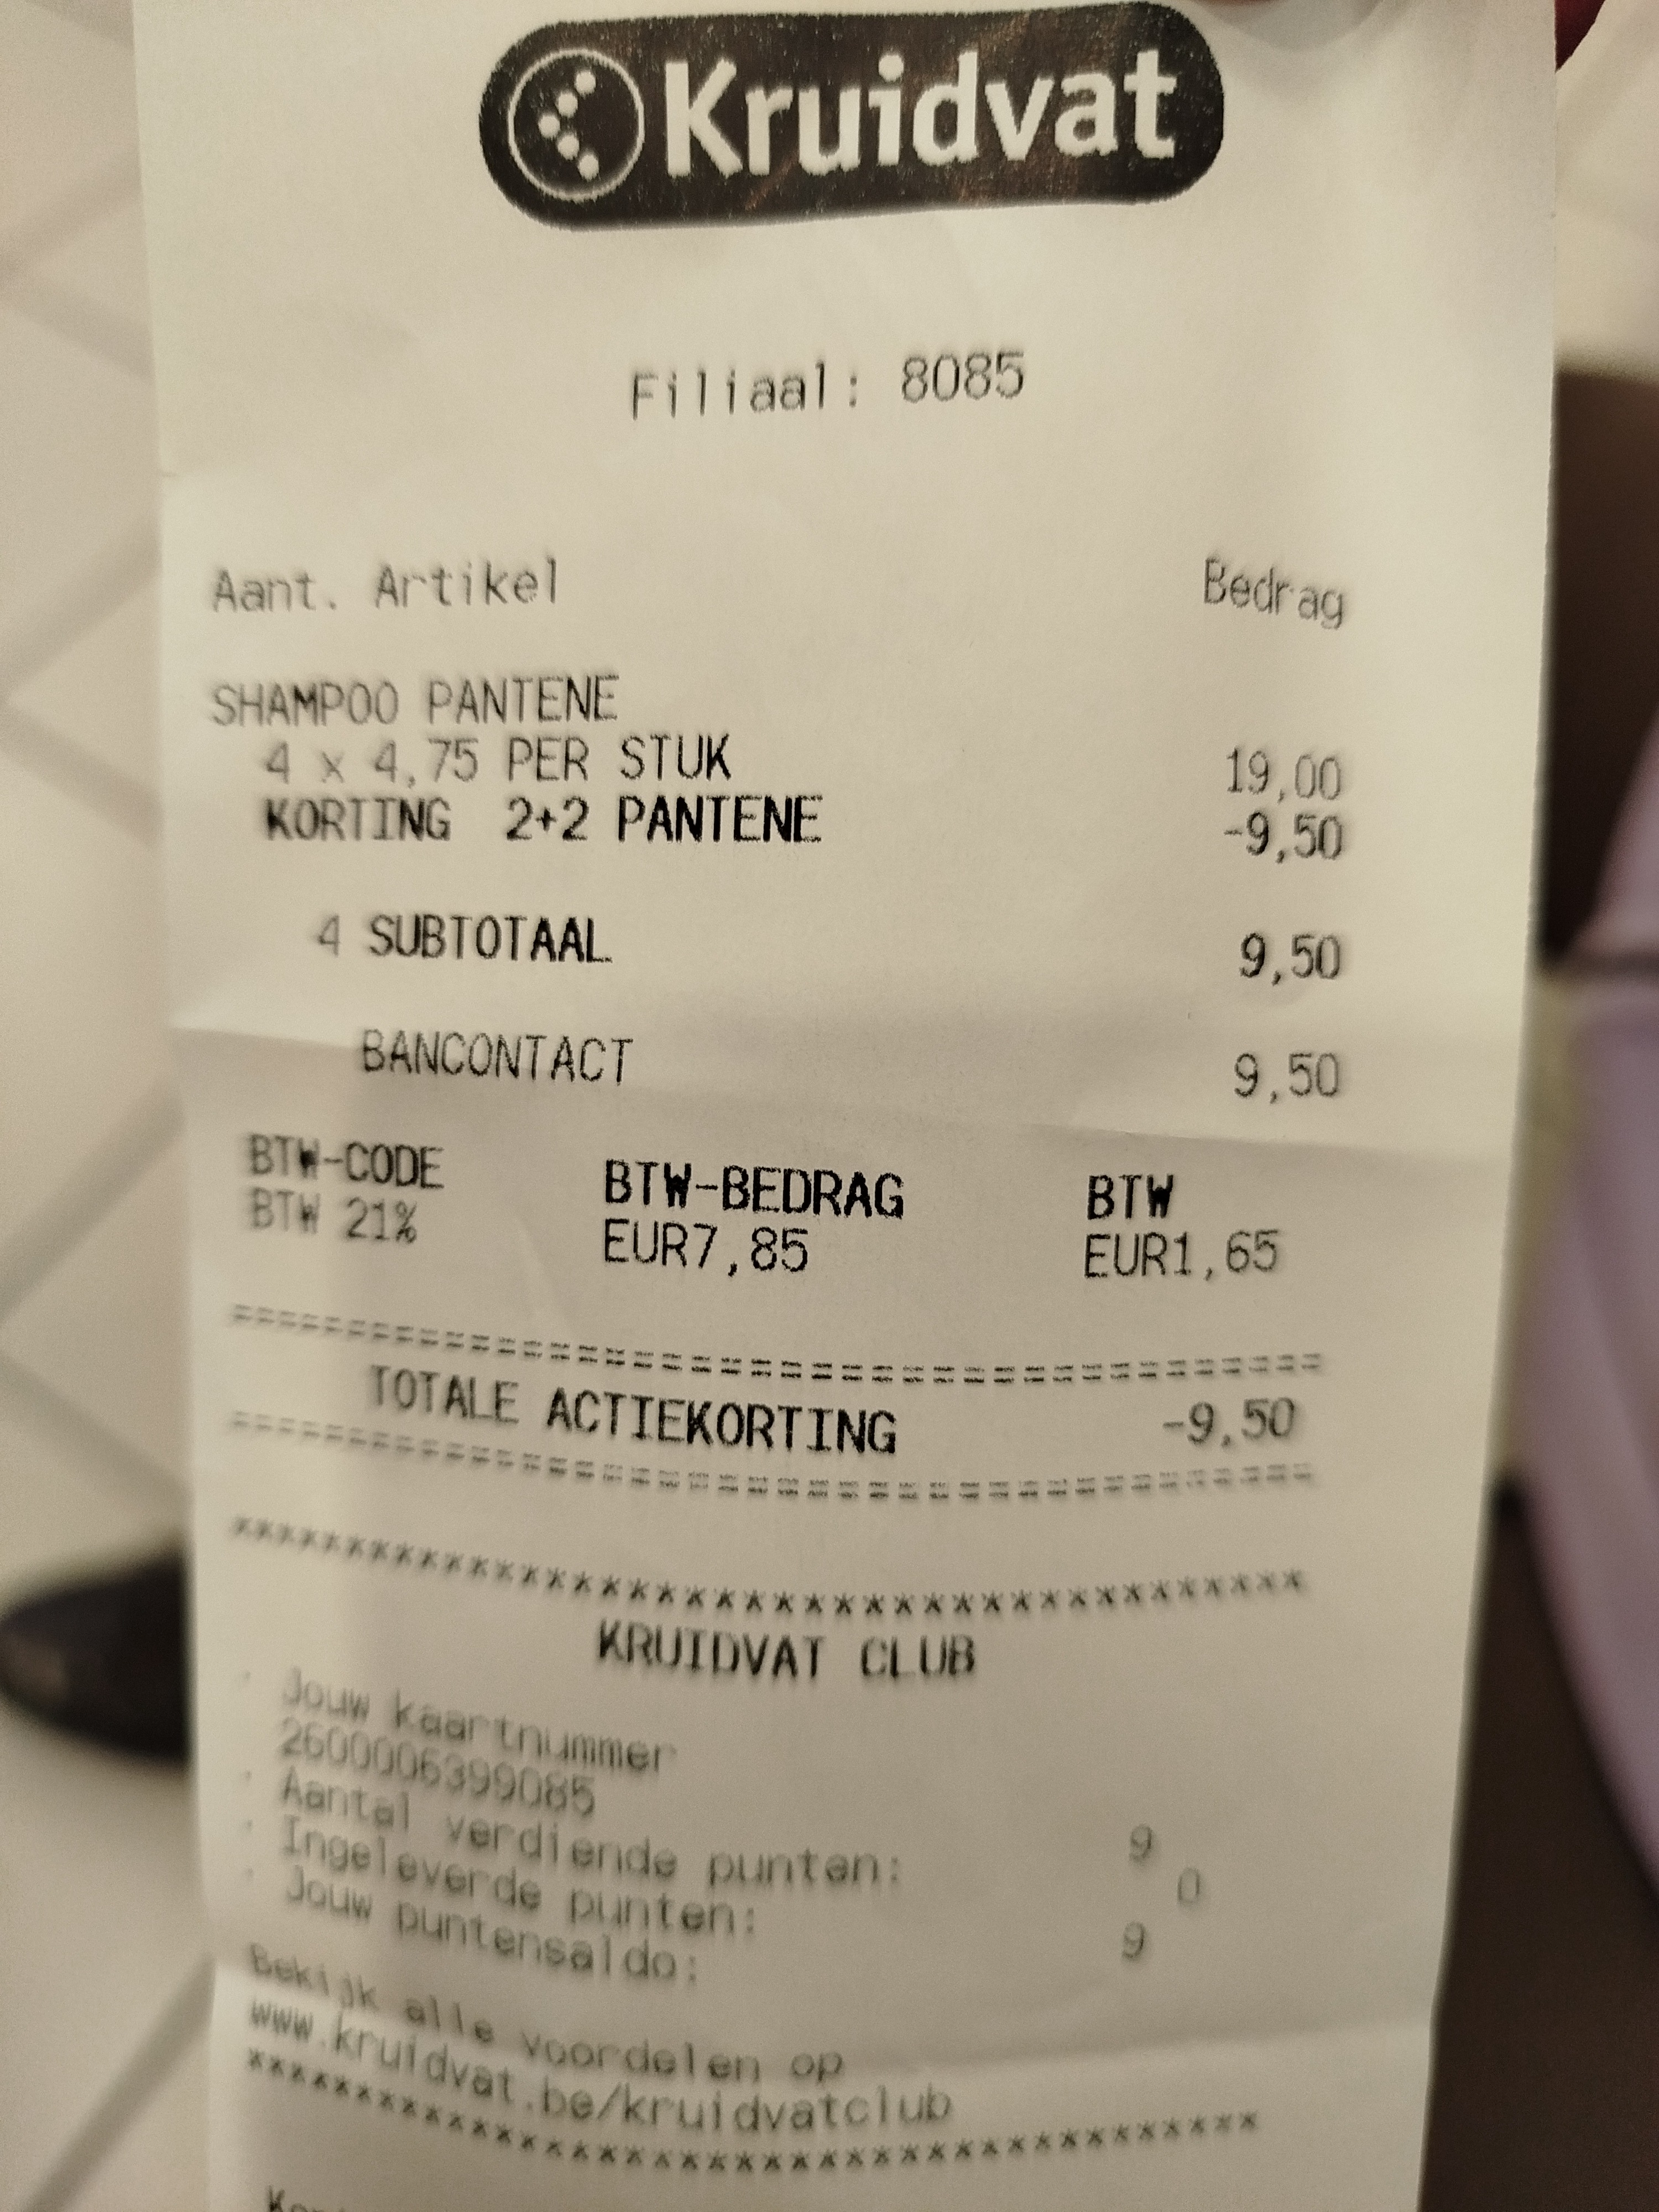 Kruidvat
Filiaal: 8085
Aant. Artikel Bedrag
SHAMPOO PANTENE
4 x 4,75 PER STUK 19,00
KORTING 2+2 PANTENE -9,50
4 SUBTOTAAL 9,50
BANCONTACT 9,50
BTW-CODE BTW-BEDRAG BTW
BTW 21% EUR7,85 EUR1,65
====================================
TOTALE ACTIEKORTING -9,50
====================================
************************************
KRUIDVAT CLUB
Jouw kaartnummer
2600006399085
Aantal verdiende punten: 9
Ingeleverde punten: 0
Jouw puntensaldo: 9
Bekijk alle voordelen op
www.kruidvat.be/kruidvatclub
************************************